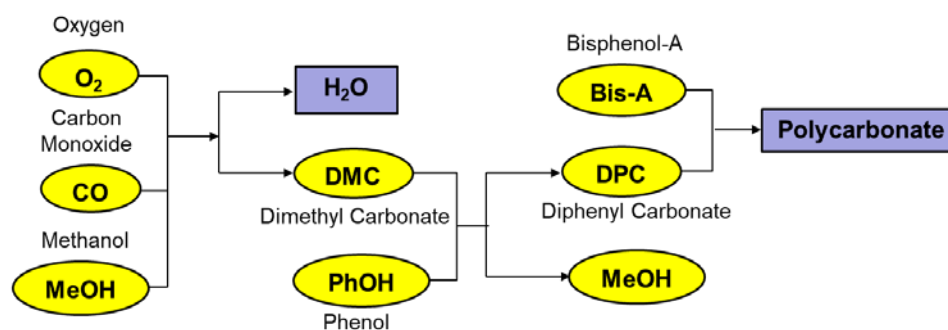 Oxygen
O₂
Carbon
Monoxide
CO
Methanol
MeOH
H₂O
DMC
Dimethyl Carbonate
PhOH
Phenol
Bisphenol-A
Bis-A
DPC
Diphenyl Carbonate
MeOH
Polycarbonate